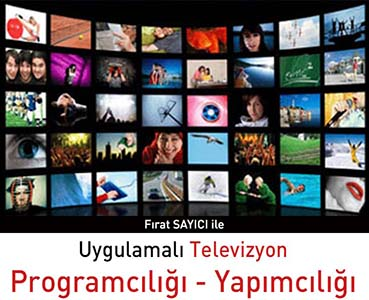 Fırat SAYICI ile
Uygulamalı Televizyon
Programcılığı - Yapımcılığı